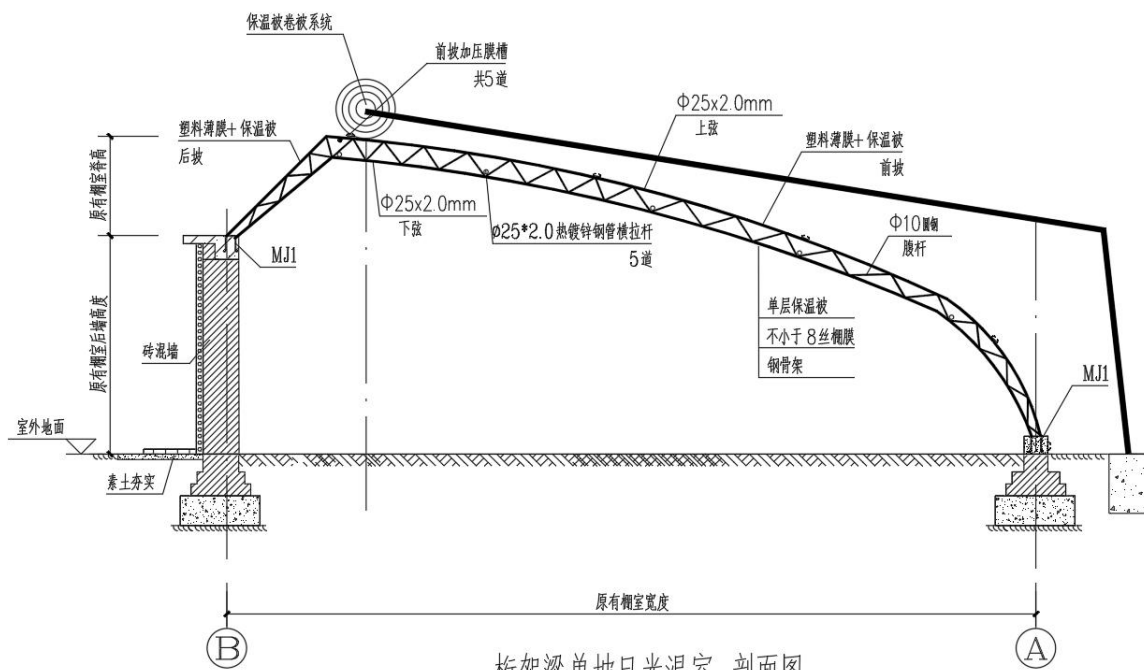 保温被卷被系统
前坡加压膜槽
共5道
Φ25x2.0mm
上弦
塑料薄膜+保温被
后坡
塑料薄膜+保温被
前坡
原有棚室脊高
Φ25x2.0mm
下弦
ø25*2.0热镀锌钢管横拉杆
5道
Φ10圆钢
腹杆
MJ1
单层保温被
不小于8丝棚膜
钢骨架
砖混墙
原有棚室后墙高度
MJ1
室外地面
素土夯实
原有棚室宽度
B
A
桁架梁单坡日光温室 剖面图